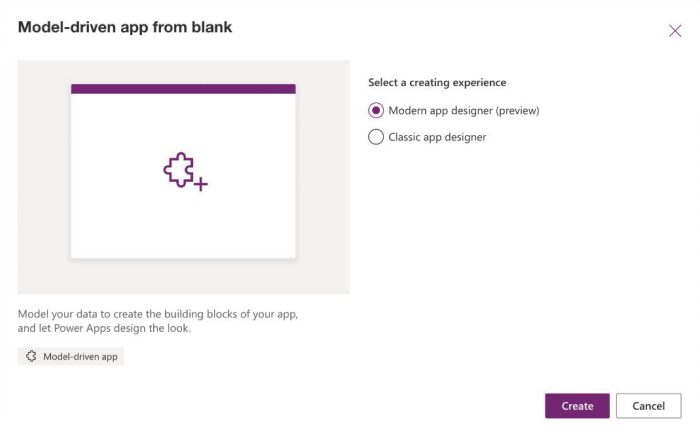 Model-driven app from blank
Select a creating experience
Modern app designer (preview)
Classic app designer
Model your data to create the building blocks of your app,
and let Power Apps design the look.
Model-driven app
Create
Cancel